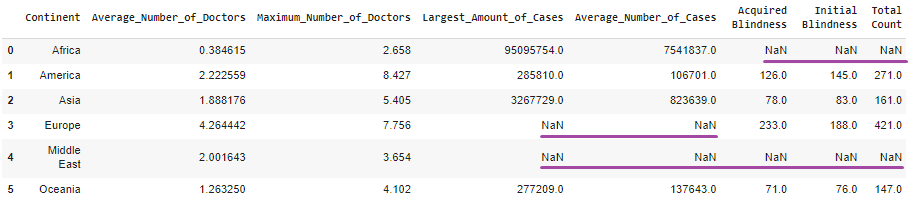 Continent Average_Number_of_Doctors Maximum_Number_of_Doctors Largest_Amount_of_Cases Average_Number_of_Cases Acquired Blindness Initial Blindness Total Count
0 Africa 0.384615 2.658 95095754.0 7541837.0 NaN NaN NaN
1 America 2.222559 8.427 285810.0 106701.0 126.0 145.0 271.0
2 Asia 1.888176 5.405 3267729.0 823639.0 78.0 83.0 161.0
3 Europe 4.264442 7.756 NaN NaN 233.0 188.0 421.0
4 Middle East 2.001643 3.654 NaN NaN NaN NaN NaN
5 Oceania 1.263250 4.102 277209.0 137643.0 71.0 76.0 147.0